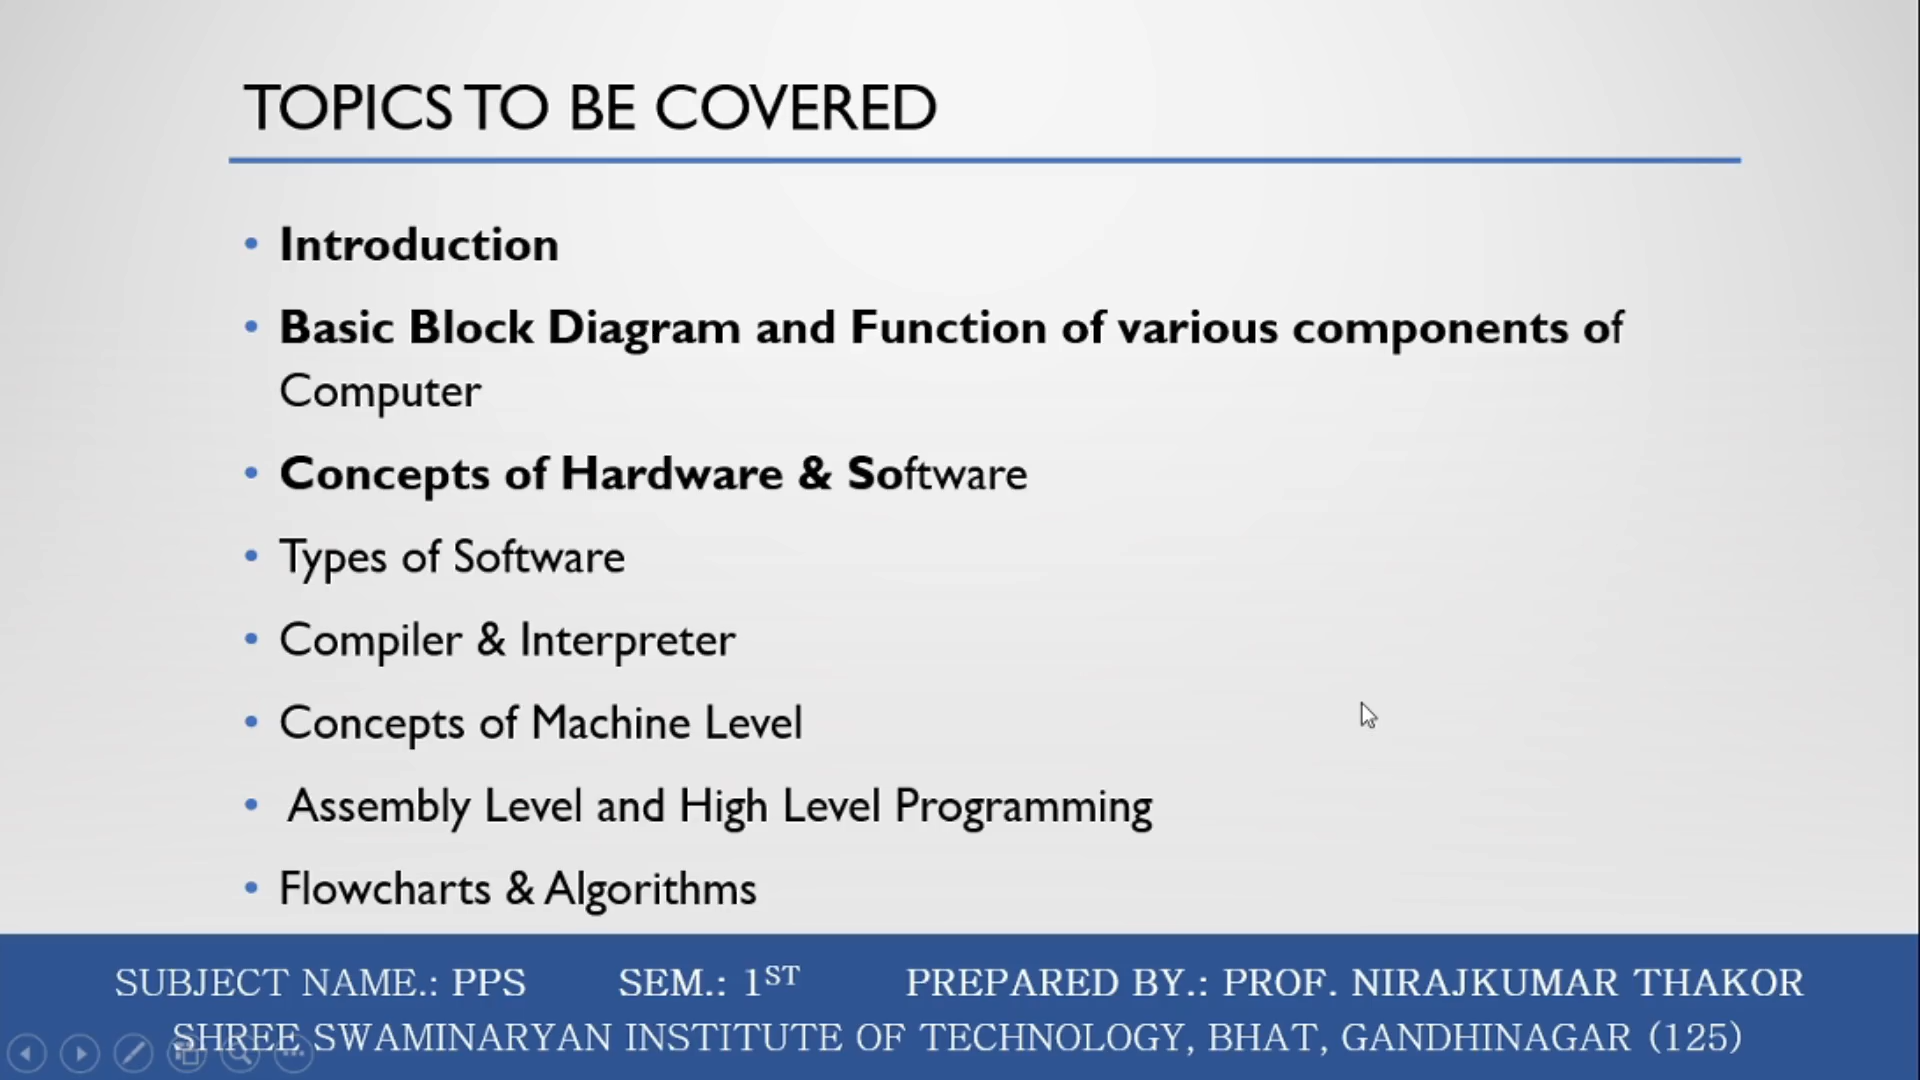 TOPICS TO BE COVERED
• Introduction
• Basic Block Diagram and Function of various components of
Computer
• Concepts of Hardware & Software
• Types of Software
• Compiler & Interpreter
• Concepts of Machine Level
• Assembly Level and High Level Programming
• Flowcharts & Algorithms
SUBJECT NAME.: PPS SEM.: 1ST PREPARED BY.: PROF. NIRAJKUMAR THAKOR
SHREE SWAMINARYAN INSTITUTE OF TECHNOLOGY, BHAT, GANDHINAGAR (125)